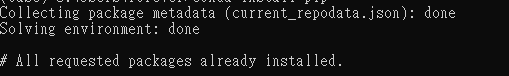 Collecting package metadata (current_repodata.json): done
Solving environment: done
# All requested packages already installed.